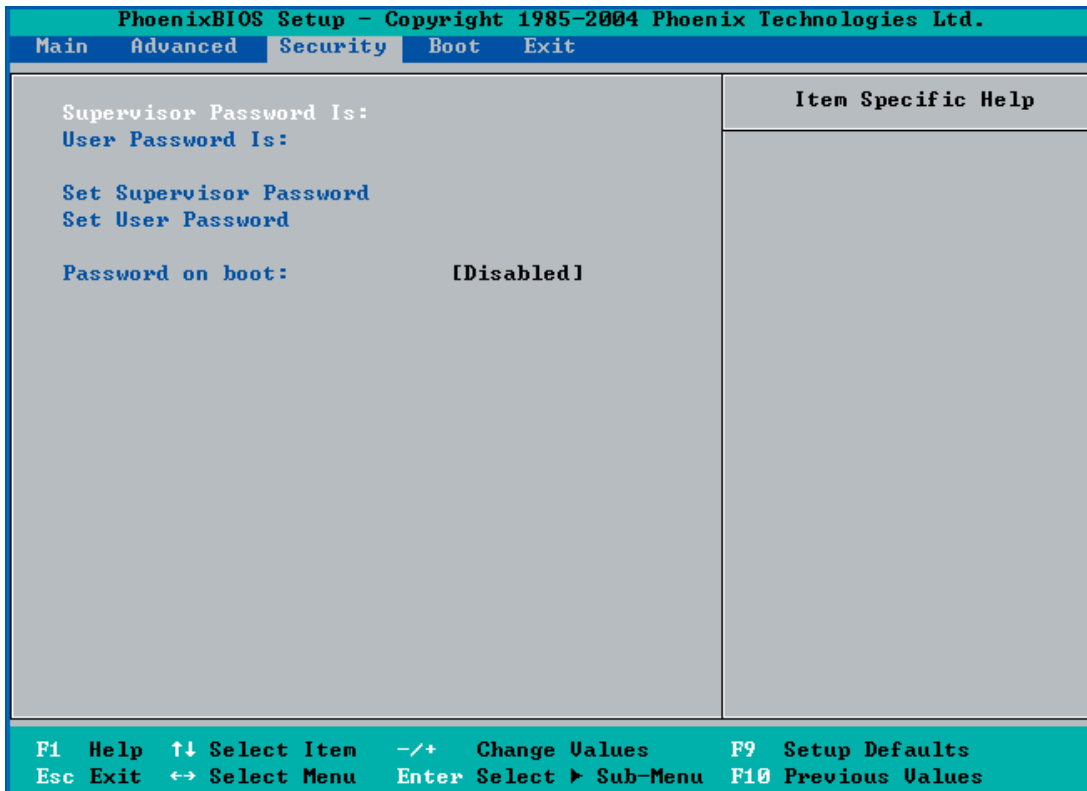 PhoenixBIOS Setup - Copyright 1985-2004 Phoenix Technologies Ltd.
Main Advanced Security Boot Exit
Item Specific Help
Supervisor Password Is:
User Password Is:
Set Supervisor Password
Set User Password
Password on boot: [Disabled]
F1 Help ↑↓ Select Item -/+ Change Values F9 Setup Defaults
Esc Exit ↔ Select Menu Enter Select ▶ Sub-Menu F10 Previous Values